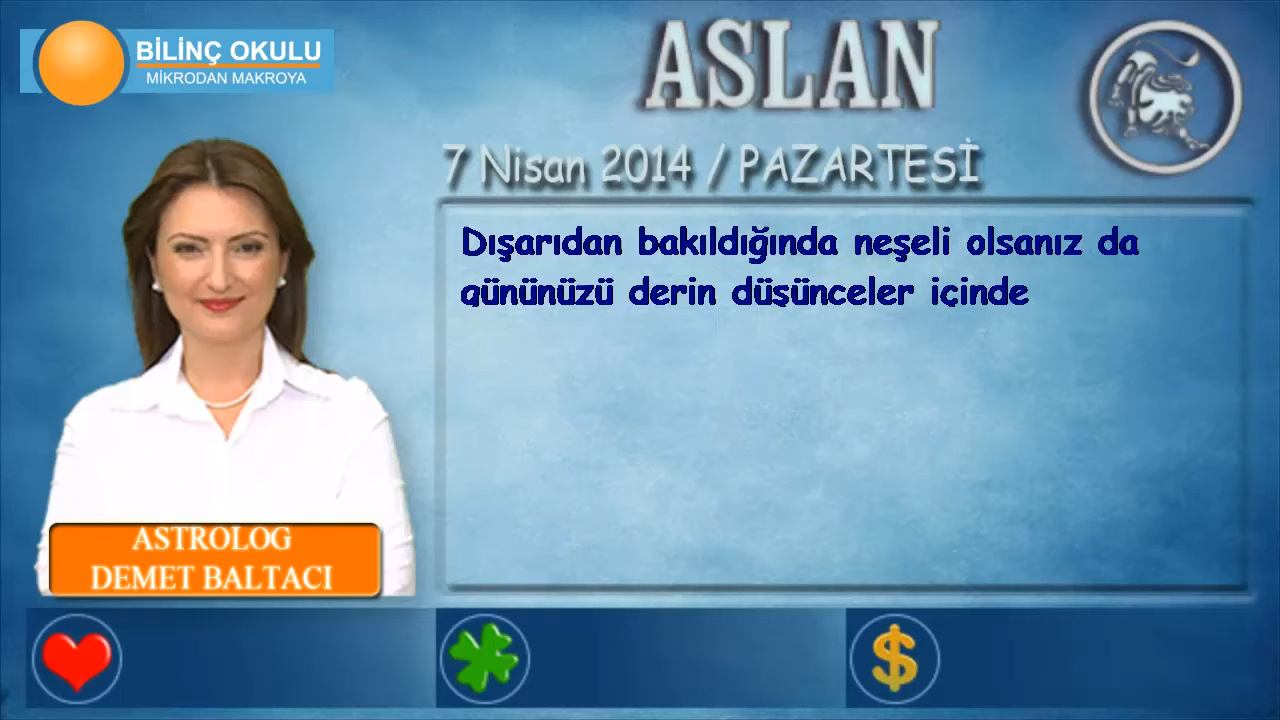 BİLİNÇ OKULU
MİKRODAN MAKROYA
ASLAN
7 Nisan 2014 / PAZARTESİ
Dışarıdan bakıldığında neşeli olsanız da
gününüzü derin düşünceler içinde
ASTROLOG
DEMET BALTACI